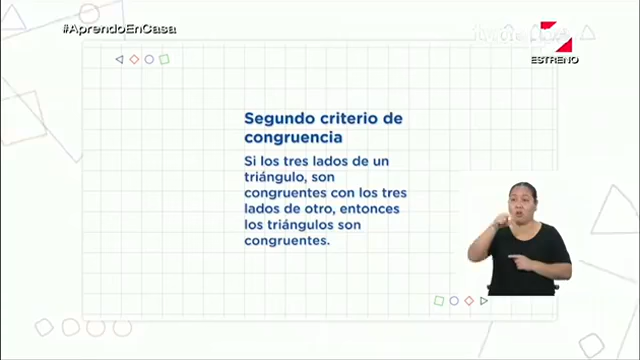 #AprendoEnCasa
ESTRENO
Segundo criterio de
congruencia
Si los tres lados de un
triángulo, son
congruentes con los tres
lados de otro, entonces
los triángulos son
congruentes.